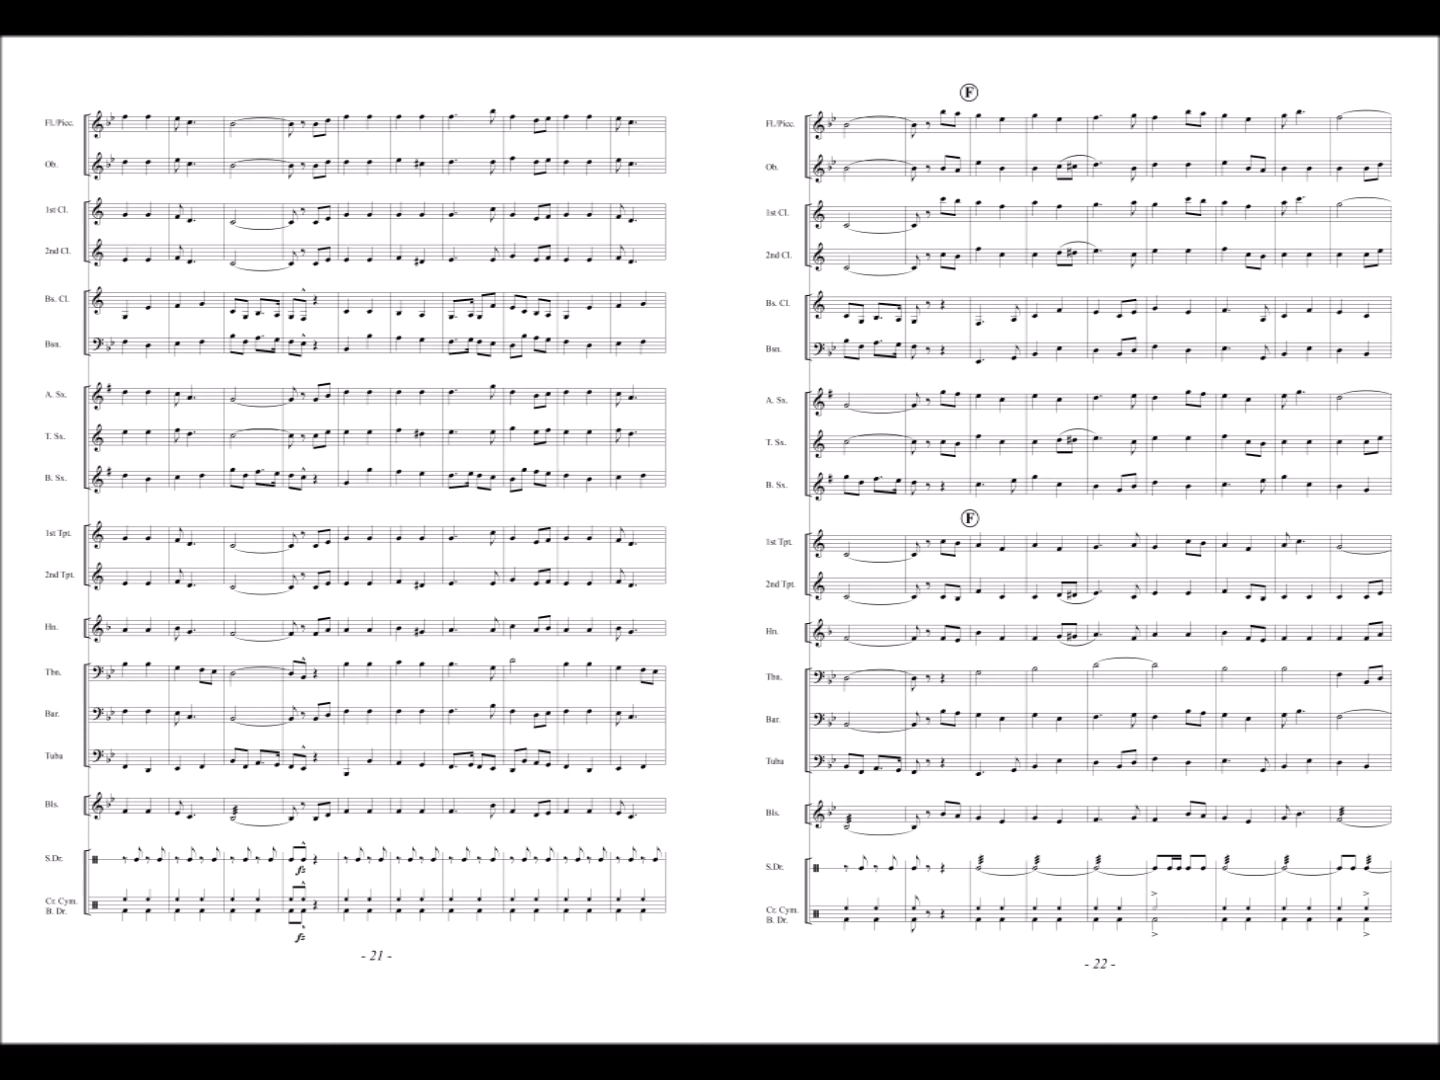 Fl./Picc.
Ob.
1st Cl.
2nd Cl.
Bs. Cl.
Bsn.
A. Sx.
T. Sx.
B. Sx.
1st Tpt.
2nd Tpt.
Hn.
Tbn.
Bar.
Tuba
Bls.
S.Dr.
fz
Cr. Cym.
B. Dr.
fz
- 21 -
F
Fl./Picc.
Ob.
1st Cl.
2nd Cl.
Bs. Cl.
Bsn.
A. Sx.
T. Sx.
B. Sx.
F
1st Tpt.
2nd Tpt.
Hn.
Tbn.
Bar.
Tuba
Bls.
S.Dr.
Cr. Cym.
B. Dr.
- 22 -